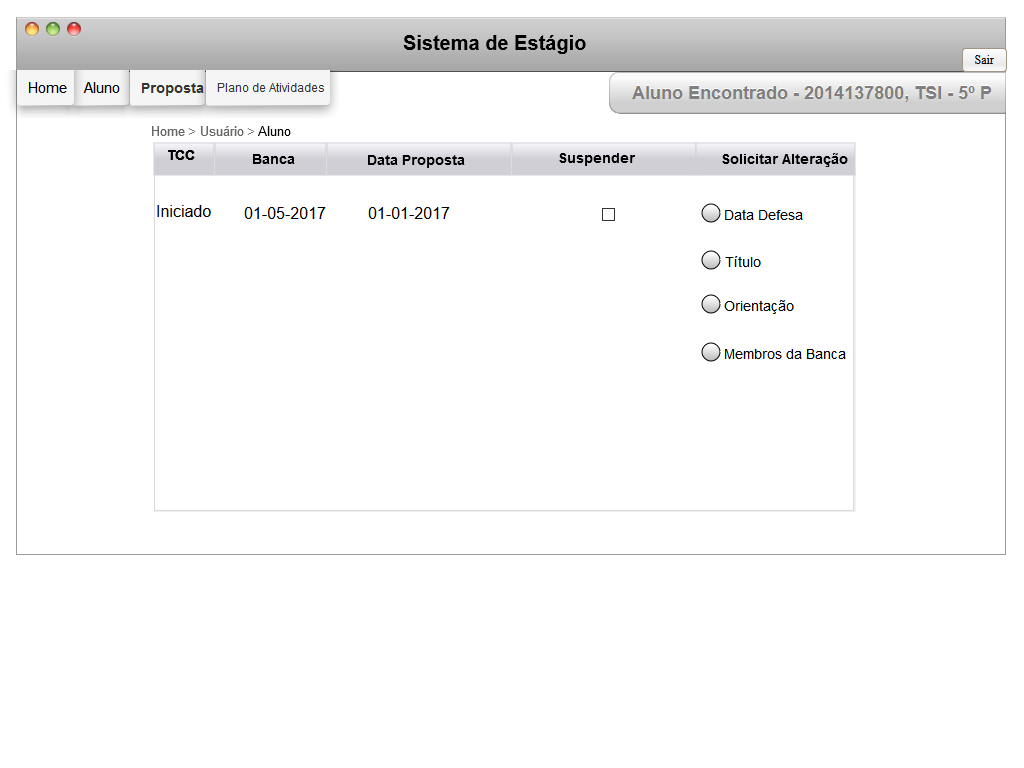 Sistema de Estágio
Sair
Home Aluno Proposta Plano de Atividades
Aluno Encontrado - 2014137800, TSI - 5º P
Home > Usuário > Aluno
TCC Banca Data Proposta Suspender Solicitar Alteração
Iniciado 01-05-2017 01-01-2017 Data Defesa
Título
Orientação
Membros da Banca